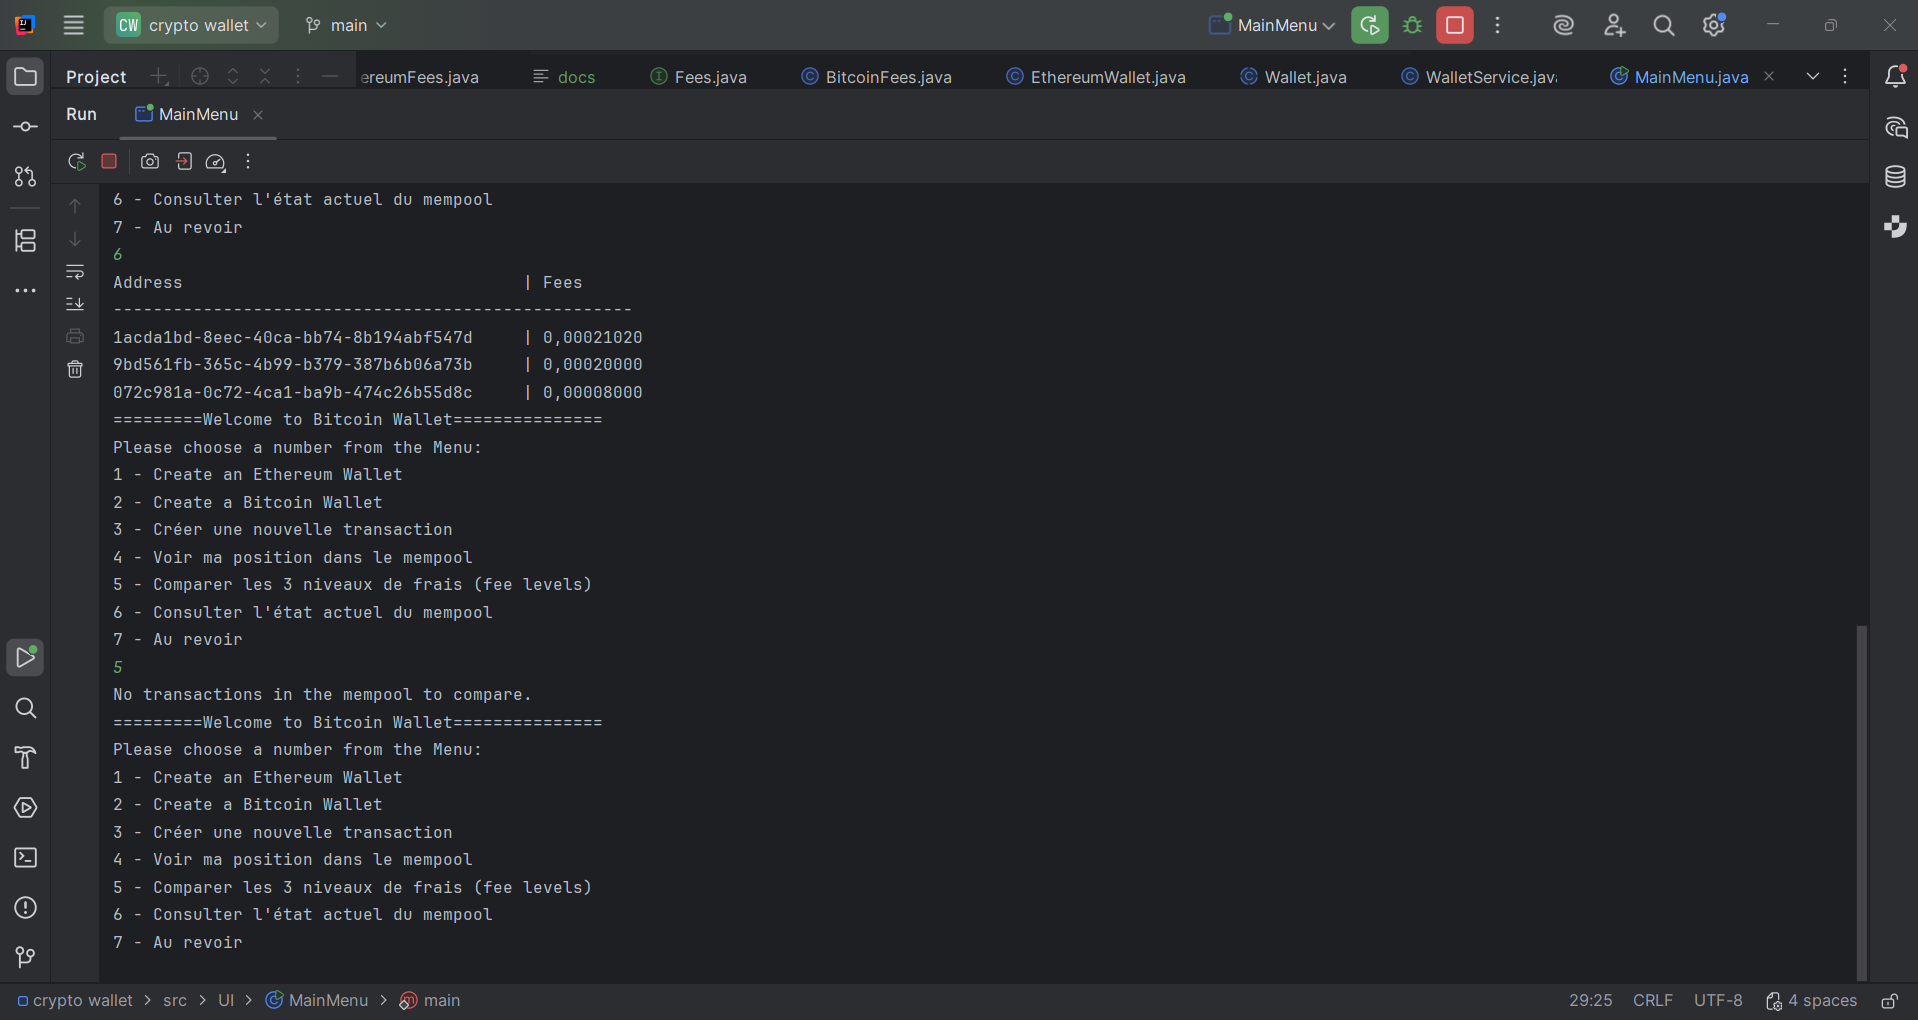 CW crypto wallet main MainMenu
Project ereumFees.java docs Fees.java BitcoinFees.java EthereumWallet.java Wallet.java WalletService.java MainMenu.java
Run MainMenu
6 - Consulter l'état actuel du mempool
7 - Au revoir
6
Address | Fees
----------------------------------------------------
1acda1bd-8eec-40ca-bb74-8b194abf547d | 0,00021020
9bd561fb-365c-4b99-b379-387b6b06a73b | 0,00020000
072c981a-0c72-4ca1-ba9b-474c26b55d8c | 0,00008000
=========Welcome to Bitcoin Wallet===============
Please choose a number from the Menu:
1 - Create an Ethereum Wallet
2 - Create a Bitcoin Wallet
3 - Créer une nouvelle transaction
4 - Voir ma position dans le mempool
5 - Comparer les 3 niveaux de frais (fee levels)
6 - Consulter l'état actuel du mempool
7 - Au revoir
5
No transactions in the mempool to compare.
=========Welcome to Bitcoin Wallet===============
Please choose a number from the Menu:
1 - Create an Ethereum Wallet
2 - Create a Bitcoin Wallet
3 - Créer une nouvelle transaction
4 - Voir ma position dans le mempool
5 - Comparer les 3 niveaux de frais (fee levels)
6 - Consulter l'état actuel du mempool
7 - Au revoir
crypto wallet > src > UI > MainMenu > main 29:25 CRLF UTF-8 4 spaces